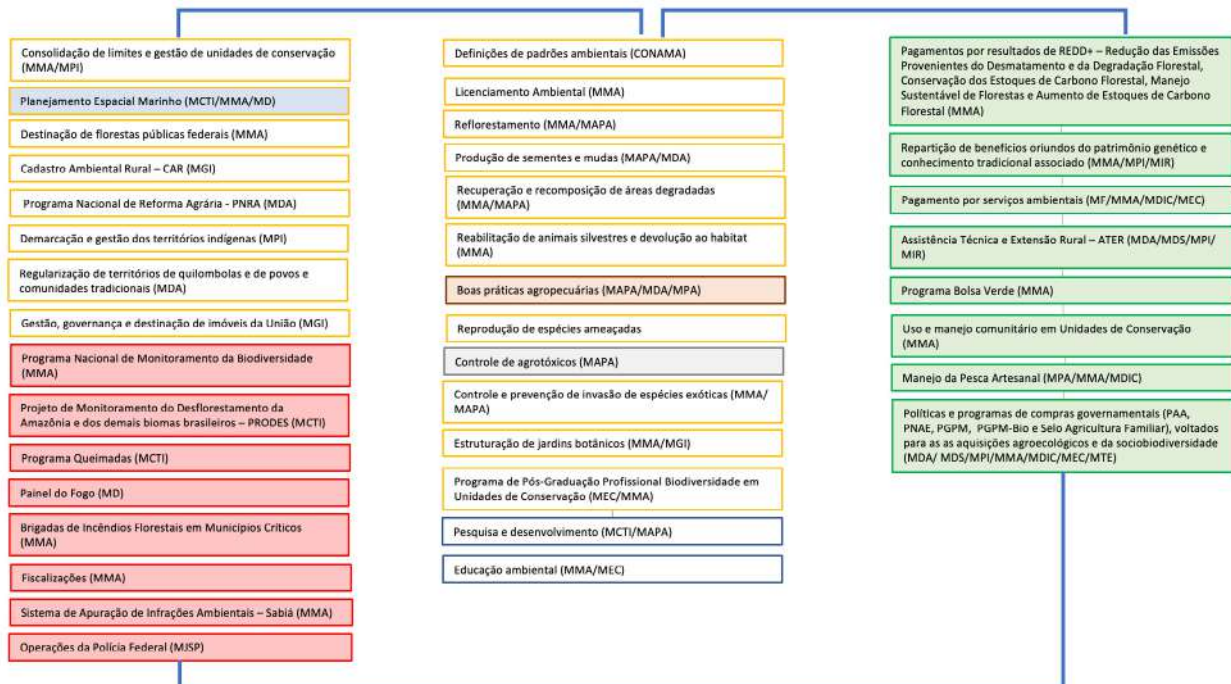 Consolidação de limites e gestão de unidades de conservação
(MMA/MPI)
Planejamento Espacial Marinho (MCTI/MMA/MD)
Destinação de florestas públicas federais (MMA)
Cadastro Ambiental Rural – CAR (MGI)
Programa Nacional de Reforma Agrária - PNRA (MDA)
Demarcação e gestão dos territórios indígenas (MPI)
Regularização de territórios de quilombolas e de povos e
comunidades tradicionais (MDA)
Gestão, governança e destinação de imóveis da União (MGI)
Programa Nacional de Monitoramento da Biodiversidade
(MMA)
Projeto de Monitoramento do Desflorestamento da
Amazônia e dos demais biomas brasileiros – PRODES (MCTI)
Programa Queimadas (MCTI)
Painel do Fogo (MD)
Brigadas de Incêndios Florestais em Municípios Críticos
(MMA)
Fiscalizações (MMA)
Sistema de Apuração de Infrações Ambientais – Sabiá (MMA)
Operações da Polícia Federal (MJSP)
Definições de padrões ambientais (CONAMA)
Licenciamento Ambiental (MMA)
Reflorestamento (MMA/MAPA)
Produção de sementes e mudas (MAPA/MDA)
Recuperação e recomposição de áreas degradadas
(MMA/MAPA)
Reabilitação de animais silvestres e devolução ao habitat
(MMA)
Boas práticas agropecuárias (MAPA/MDA/MPA)
Reprodução de espécies ameaçadas
Controle de agrotóxicos (MAPA)
Controle e prevenção de invasão de espécies exóticas (MMA/
MAPA)
Estruturação de jardins botânicos (MMA/MGI)
Programa de Pós-Graduação Profissional Biodiversidade em
Unidades de Conservação (MEC/MMA)
Pesquisa e desenvolvimento (MCTI/MAPA)
Educação ambiental (MMA/MEC)
Pagamentos por resultados de REDD+ – Redução das Emissões
Provenientes do Desmatamento e da Degradação Florestal,
Conservação dos Estoques de Carbono Florestal, Manejo
Sustentável de Florestas e Aumento de Estoques de Carbono
Florestal (MMA)
Repartição de benefícios oriundos do patrimônio genético e
conhecimento tradicional associado (MMA/MPI/MIR)
Pagamento por serviços ambientais (MF/MMA/MDIC/MEC)
Assistência Técnica e Extensão Rural – ATER (MDA/MDS/MPI/
MIR)
Programa Bolsa Verde (MMA)
Uso e manejo comunitário em Unidades de Conservação
(MMA)
Manejo da Pesca Artesanal (MPA/MMA/MDIC)
Políticas e programas de compras governamentais (PAA,
PNAE, PGPM, PGPM-Bio e Selo Agricultura Familiar), voltados
para as as aquisições agroecológicos e da sociobiodiversidade
(MDA/ MDS/MPI/MMA/MDIC/MEC/MTE)